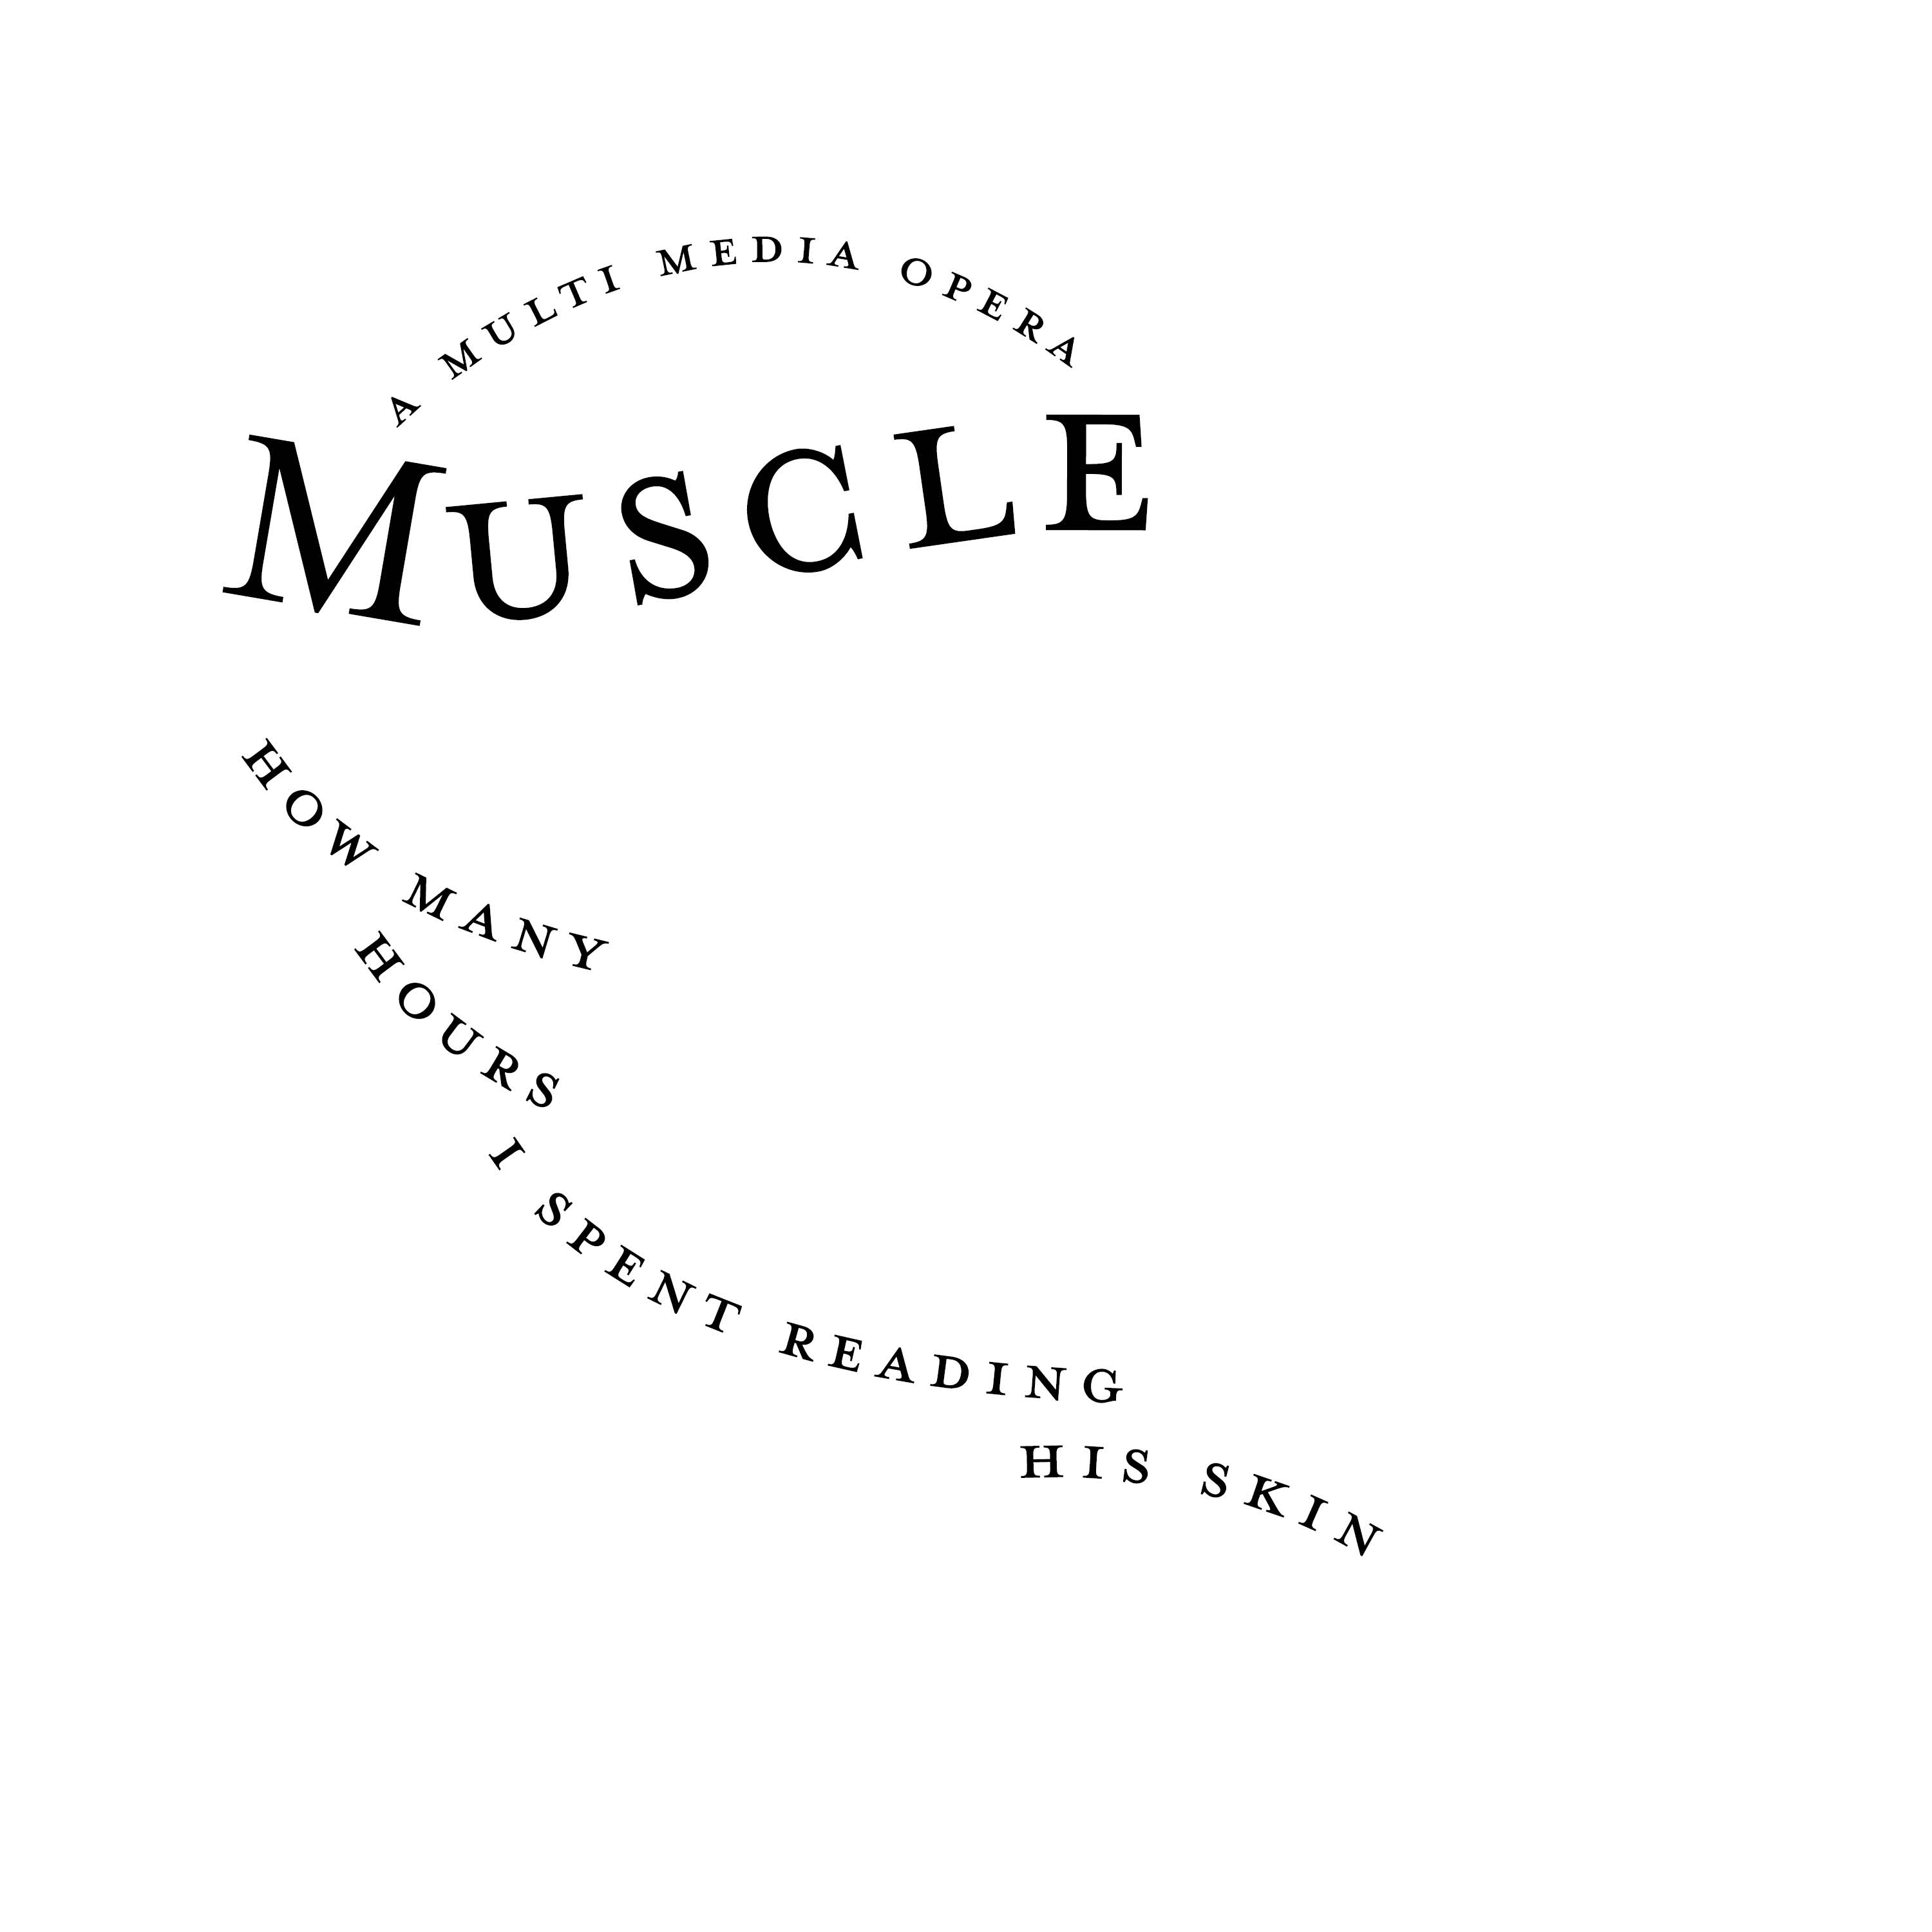 A MULTI MEDIA OPERA
MUSCLE
HOW MANY
HOURS
I SPENT READING
HIS SKIN